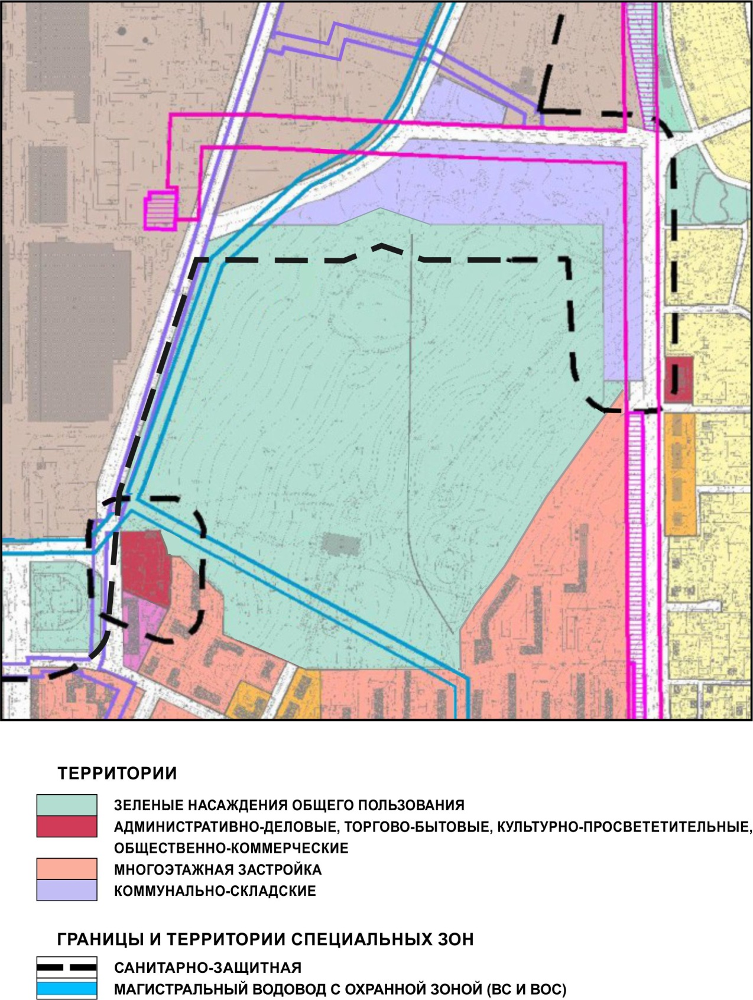 ТЕРРИТОРИИ
ЗЕЛЕНЫЕ НАСАЖДЕНИЯ ОБЩЕГО ПОЛЬЗОВАНИЯ
АДМИНИСТРАТИВНО-ДЕЛОВЫЕ, ТОРГОВО-БЫТОВЫЕ, КУЛЬТУРНО-ПРОСВЕТЕТИТЕЛЬНЫЕ,
ОБЩЕСТВЕННО-КОММЕРЧЕСКИЕ
МНОГОЭТАЖНАЯ ЗАСТРОЙКА
КОММУНАЛЬНО-СКЛАДСКИЕ
ГРАНИЦЫ И ТЕРРИТОРИИ СПЕЦИАЛЬНЫХ ЗОН
САНИТАРНО-ЗАЩИТНАЯ
МАГИСТРАЛЬНЫЙ ВОДОВОД С ОХРАННОЙ ЗОНОЙ (ВС И ВОС)